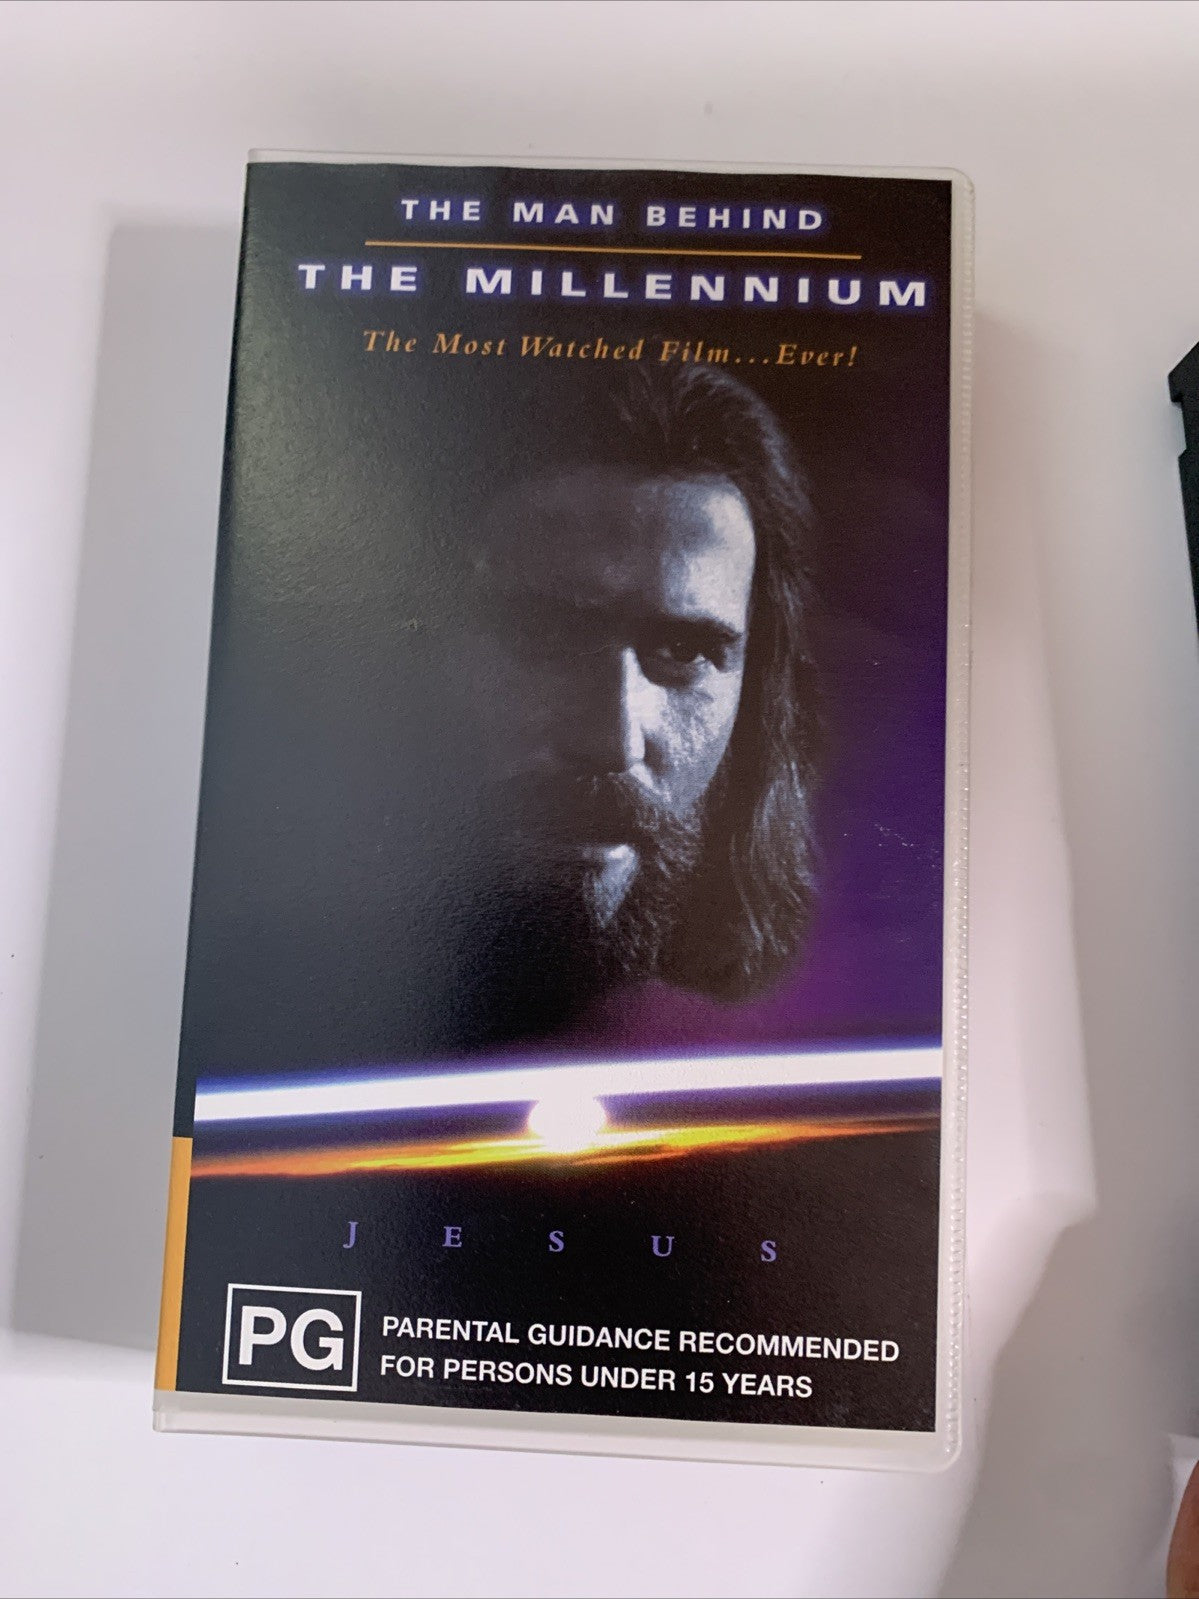 THE MAN BEHIND
THE MILLENNIUM
The Most Watched Film...Ever!
J E S U S
PG
PARENTAL GUIDANCE RECOMMENDED
FOR PERSONS UNDER 15 YEARS